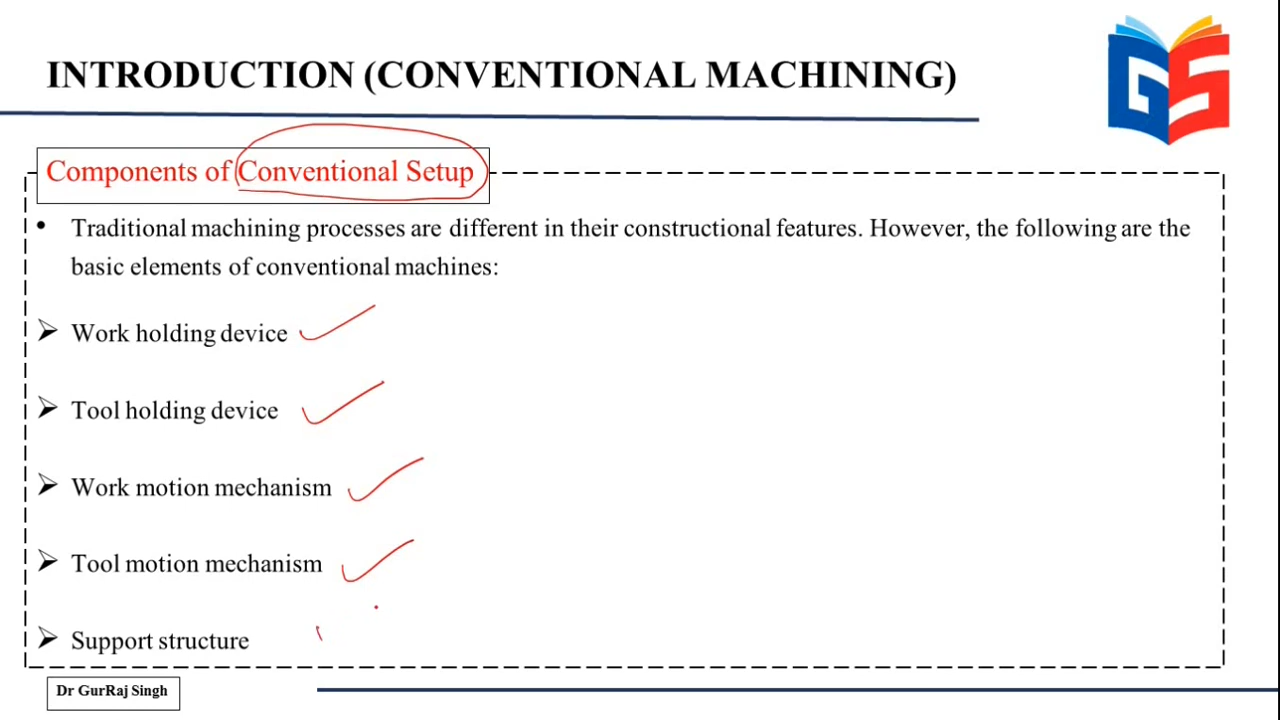 INTRODUCTION (CONVENTIONAL MACHINING)
GS
Components of Conventional Setup
• Traditional machining processes are different in their constructional features. However, the following are the
basic elements of conventional machines:
➢ Work holding device
➢ Tool holding device
➢ Work motion mechanism
➢ Tool motion mechanism
➢ Support structure
Dr GurRaj Singh